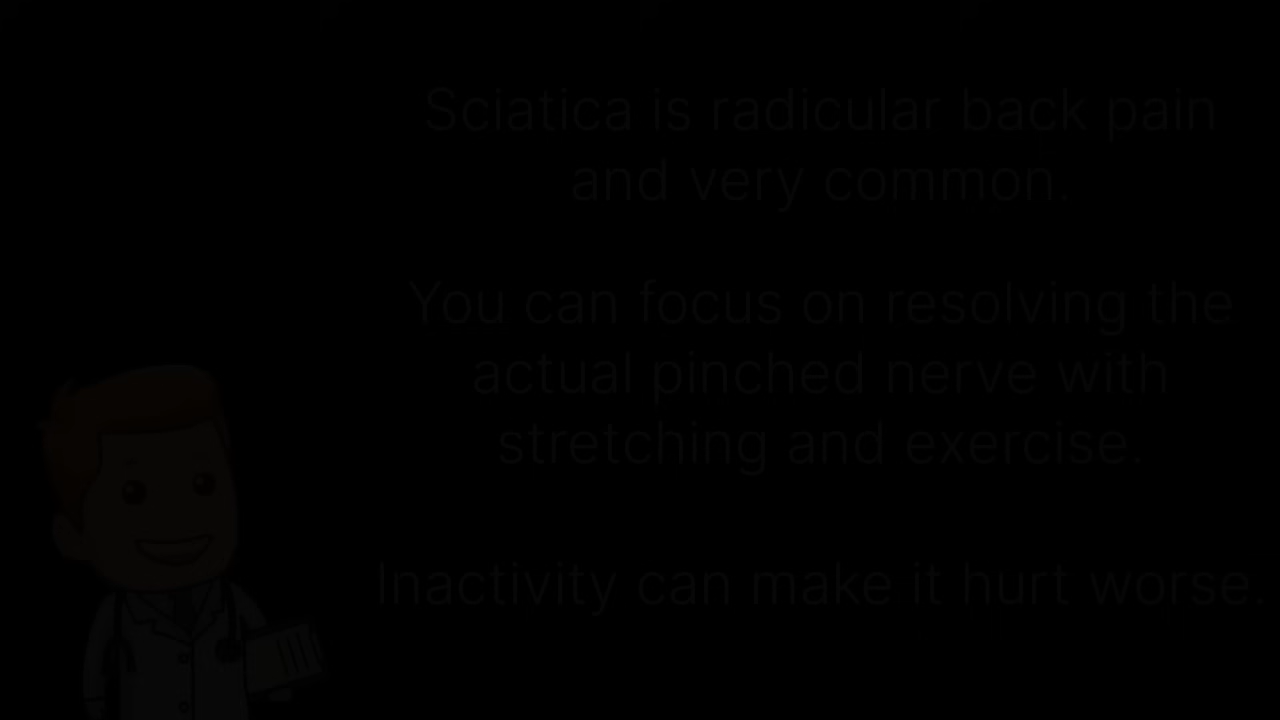 Sciatica is radicular back pain
and very common.
You can focus on resolving the
actual pinched nerve with
stretching and exercise.
Inactivity can make it hurt worse.